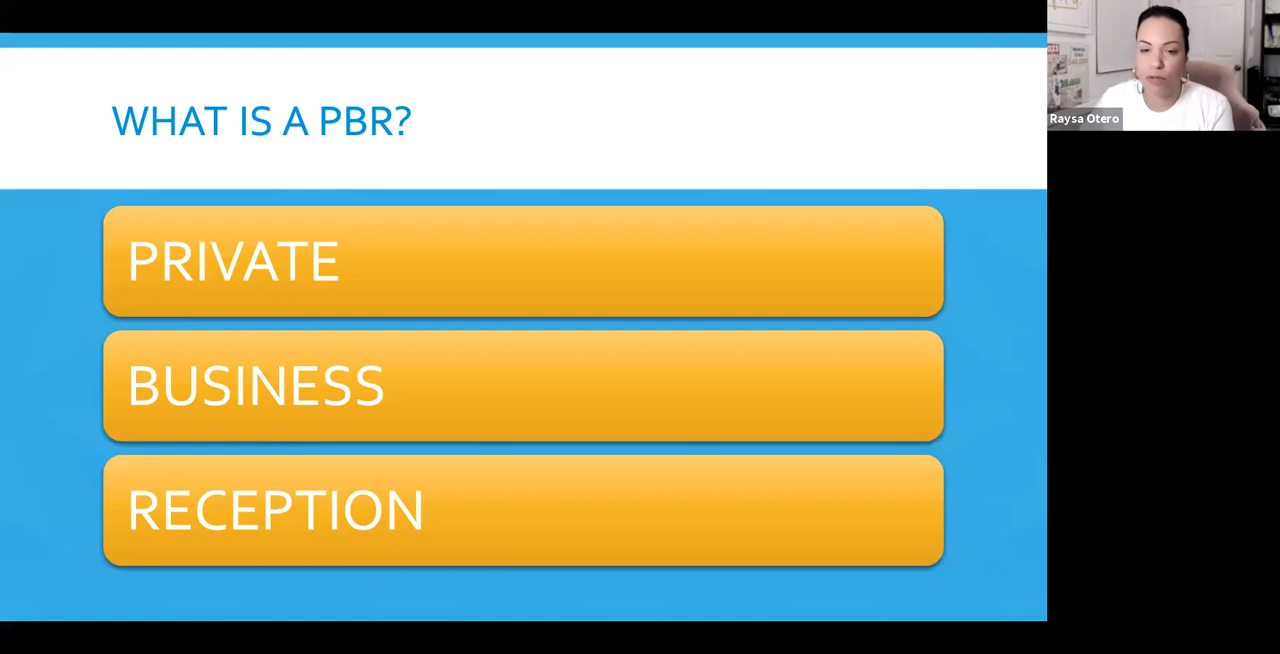 WHAT IS A PBR?
PRIVATE
BUSINESS
RECEPTION
Raysa Otero